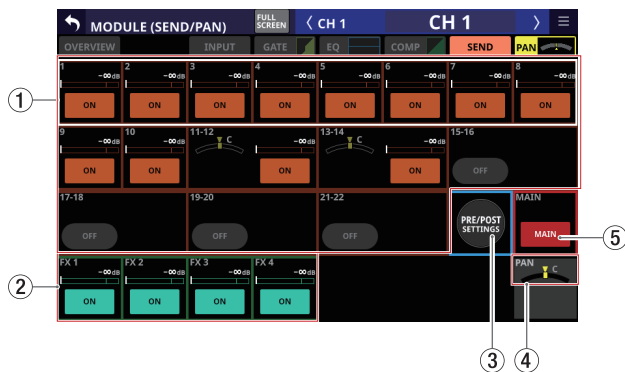 MODULE (SEND/PAN)
FULL SCREEN
CH 1
CH 1
OVERVIEW INPUT GATE EQ COMP SEND PAN
1 2 3 4 5 6 7 8
-∞dB -∞dB -∞dB -∞dB -∞dB -∞dB -∞dB -∞dB
ON ON ON ON ON ON ON ON
1
9 10 11-12 13-14 15-16
-∞dB -∞dB C -∞dB C -∞dB
ON ON ON ON OFF
17-18 19-20 21-22 MAIN
PRE/POST
SETTINGS
OFF OFF OFF MAIN
5
FX 1 FX 2 FX 3 FX 4 PAN
-∞dB -∞dB -∞dB -∞dB C
2
ON ON ON ON
3 4